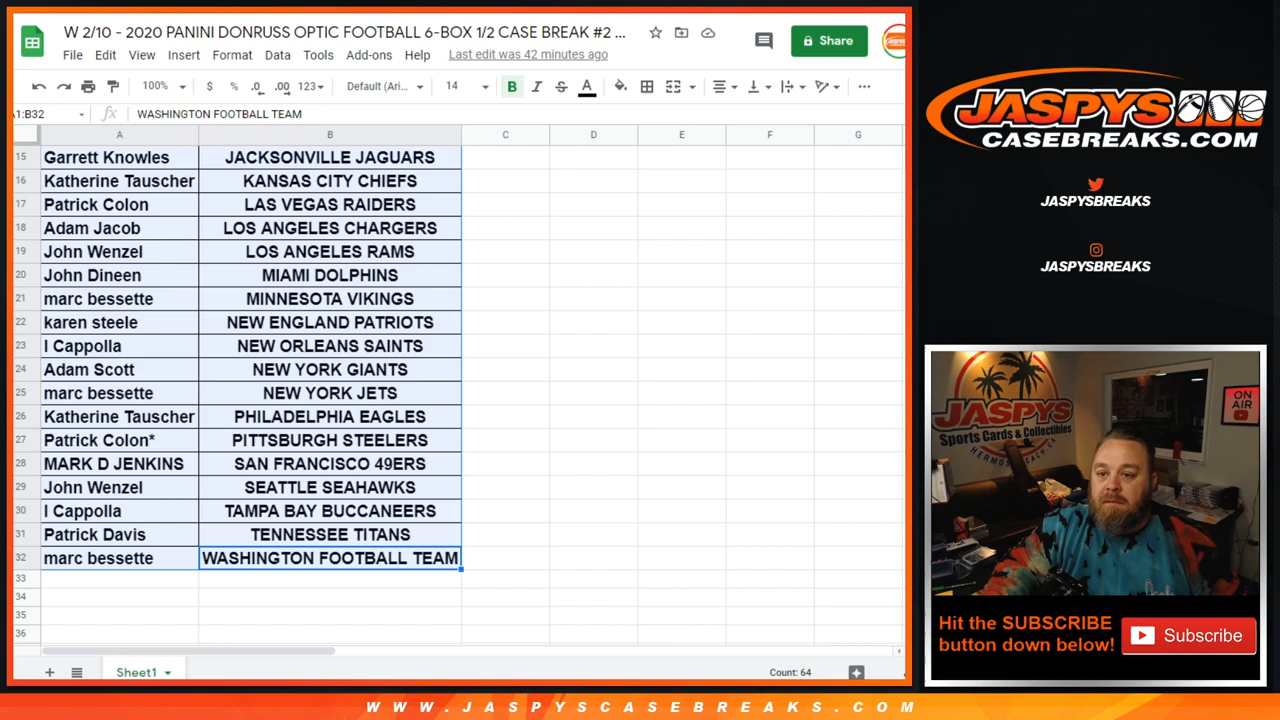 W 2/10 - 2020 PANINI DONRUSS OPTIC FOOTBALL 6-BOX 1/2 CASE BREAK #2 ...
Share
File Edit View Insert Format Data Tools Add-ons Help Last edit was 42 minutes ago
100% $ % .0 .00 123 Default (Ari... 14 B I S A
A1:B32 fx WASHINGTON FOOTBALL TEAM
A B C D E F G
15 Garrett Knowles JACKSONVILLE JAGUARS
16 Katherine Tauscher KANSAS CITY CHIEFS
17 Patrick Colon LAS VEGAS RAIDERS
18 Adam Jacob LOS ANGELES CHARGERS
19 John Wenzel LOS ANGELES RAMS
20 John Dineen MIAMI DOLPHINS
21 marc bessette MINNESOTA VIKINGS
22 karen steele NEW ENGLAND PATRIOTS
23 I Cappolla NEW ORLEANS SAINTS
24 Adam Scott NEW YORK GIANTS
25 marc bessette NEW YORK JETS
26 Katherine Tauscher PHILADELPHIA EAGLES
27 Patrick Colon* PITTSBURGH STEELERS
28 MARK D JENKINS SAN FRANCISCO 49ERS
29 John Wenzel SEATTLE SEAHAWKS
30 I Cappolla TAMPA BAY BUCCANEERS
31 Patrick Davis TENNESSEE TITANS
32 marc bessette WASHINGTON FOOTBALL TEAM
33
34
35
36
Sheet1
Count: 64
JASPYS
CASEBREAKS.COM
JASPYSBREAKS
JASPYSBREAKS
JASPYS
Sports Cards & Collectibles
HERMOSA BEACH, CA
ON
AIR
Hit the SUBSCRIBE
button down below!
Subscribe
WWW.JASPYSCASEBREAKS.COM